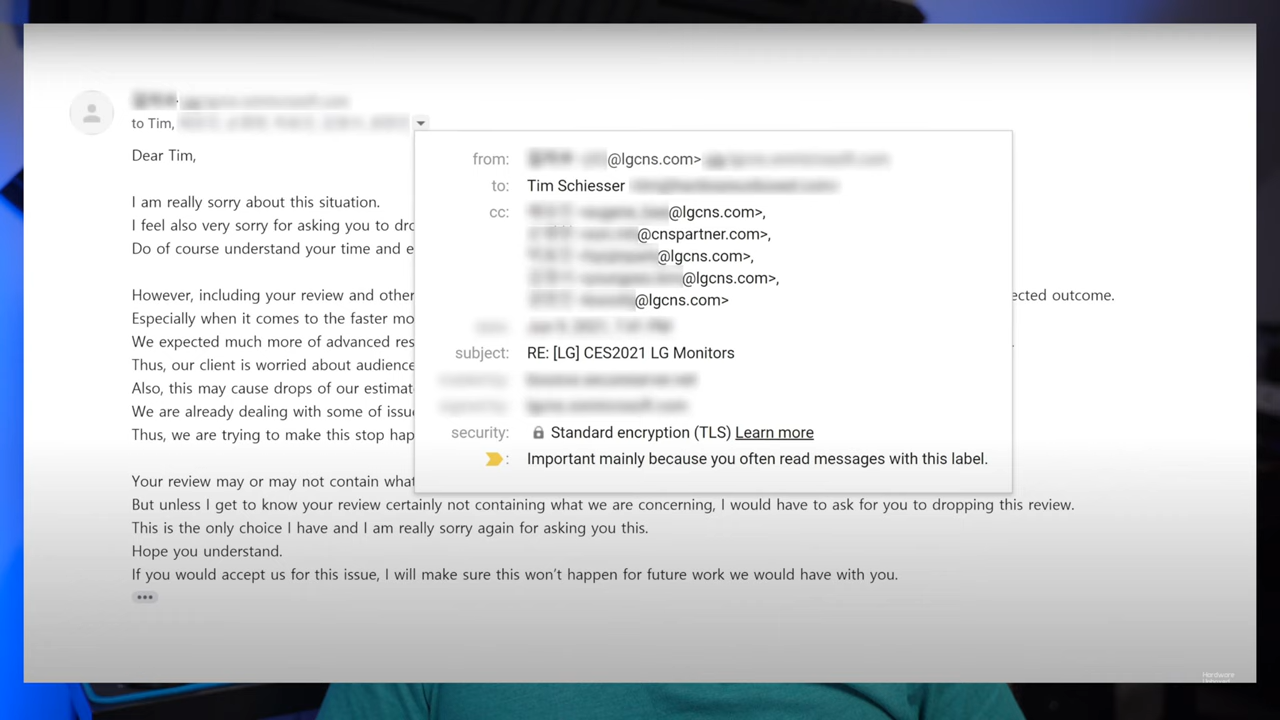 to Tim,
Dear Tim,
I am really sorry about this situation.
I feel also very sorry for asking you to
Do of course understand your time and
However, including your review and other
ected outcome.
Especially when it comes to the faster
We expected much more of advanced
Thus, our client is worried about audience
Also, this may cause drops of our
We are already dealing with some of
Thus, we are trying to make this stop
Your review may or may not contain
But unless I get to know your review certainly not containing what we are concerning, I would have to ask for you to dropping this review.
This is the only choice I have and I am really sorry again for asking you this.
Hope you understand.
If you would accept us for this issue, I will make sure this won't happen for future work we would have with you.
from: @lgcns.com>
to: Tim Schiesser
cc: @lgcns.com>,
@cnspartner.com>,
@lgcns.com>,
@lgcns.com>,
@lgcns.com>
subject: RE: [LG] CES2021 LG Monitors
security: Standard encryption (TLS) Learn more
: Important mainly because you often read messages with this label.
Hardware
Unboxed